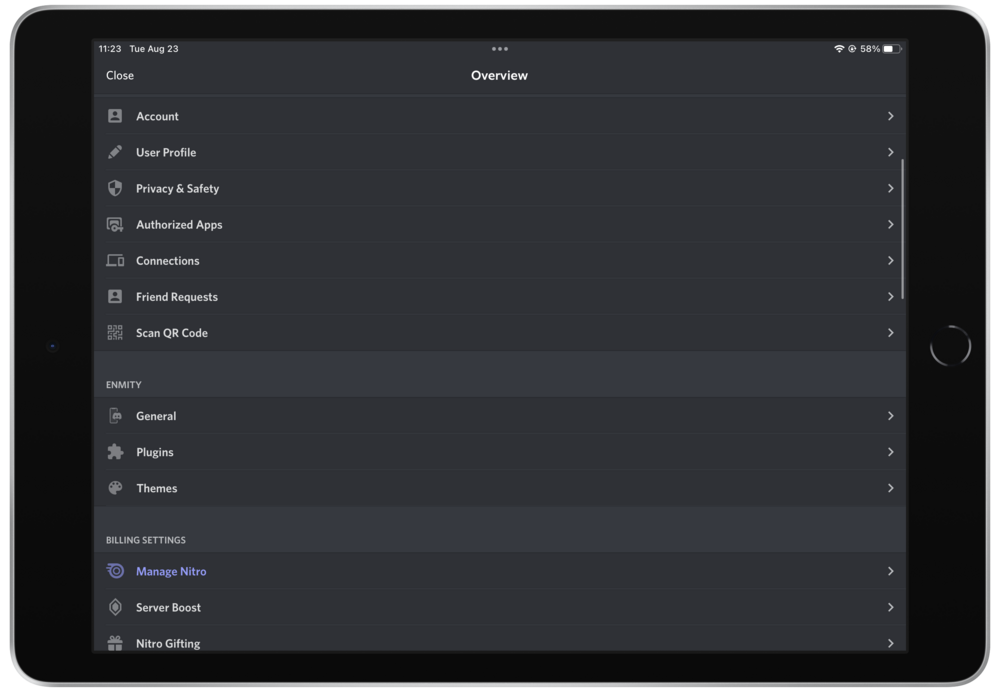 11:23 Tue Aug 23
58%
Close
Overview
Account
User Profile
Privacy & Safety
Authorized Apps
Connections
Friend Requests
Scan QR Code
ENMITY
General
Plugins
Themes
BILLING SETTINGS
Manage Nitro
Server Boost
Nitro Gifting